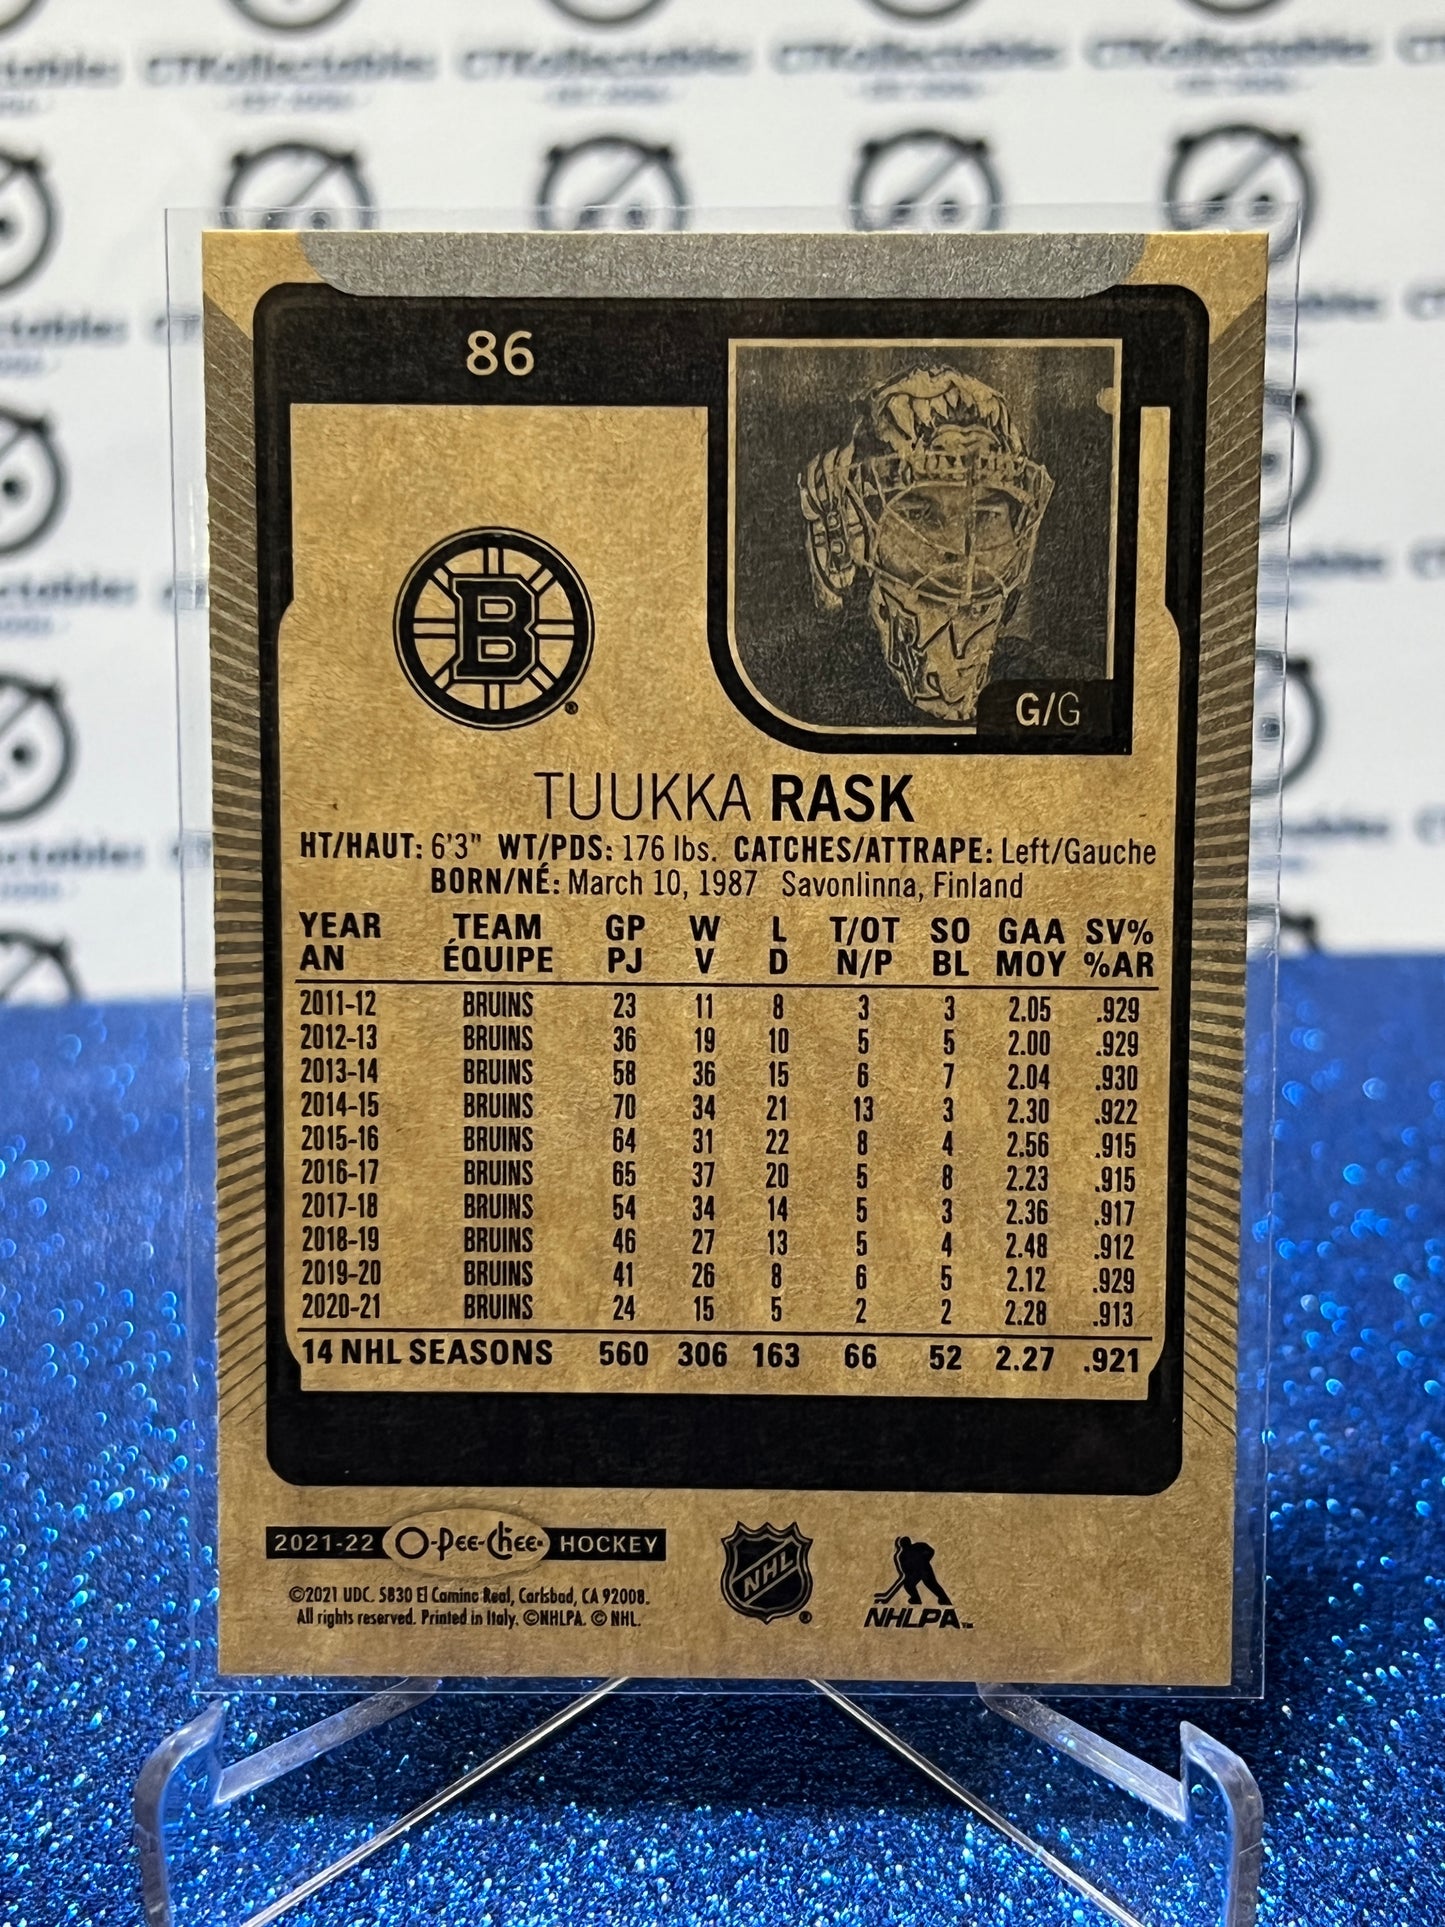 CTKollectables CTKollectables CTKollectables CTKollectables
86
B
G/G
TUUKKA RASK
HT/HAUT: 6'3" WT/PDS: 176 lbs. CATCHES/ATTRAPE: Left/Gauche
BORN/NÉ: March 10, 1987 Savonlinna, Finland
YEAR TEAM GP W L T/OT SO GAA SV%
AN ÉQUIPE PJ V D N/P BL MOY %AR
2011-12 BRUINS 23 11 8 3 3 2.05 .929
2012-13 BRUINS 36 19 10 5 5 2.00 .929
2013-14 BRUINS 58 36 15 6 7 2.04 .930
2014-15 BRUINS 70 34 21 13 3 2.30 .922
2015-16 BRUINS 64 31 22 8 4 2.56 .915
2016-17 BRUINS 65 37 20 5 8 2.23 .915
2017-18 BRUINS 54 34 14 5 3 2.36 .917
2018-19 BRUINS 46 27 13 5 4 2.48 .912
2019-20 BRUINS 41 26 8 6 5 2.12 .929
2020-21 BRUINS 24 15 5 2 2 2.28 .913
14 NHL SEASONS 560 306 163 66 52 2.27 .921
2021-22 O-Pee-Chee HOCKEY
©2021 UDC. 5830 El Camino Real, Carlsbad, CA 92008.
All rights reserved. Printed in Italy. ©NHLPA. © NHL.
NHL ®
NHLPA™